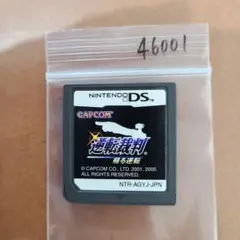 46001
NINTENDO DS
CAPCOM
逆転裁判
蘇る逆転
© CAPCOM CO., LTD. 2001, 2005
ALL RIGHTS RESERVED.
NTR-AGYJ-JPN